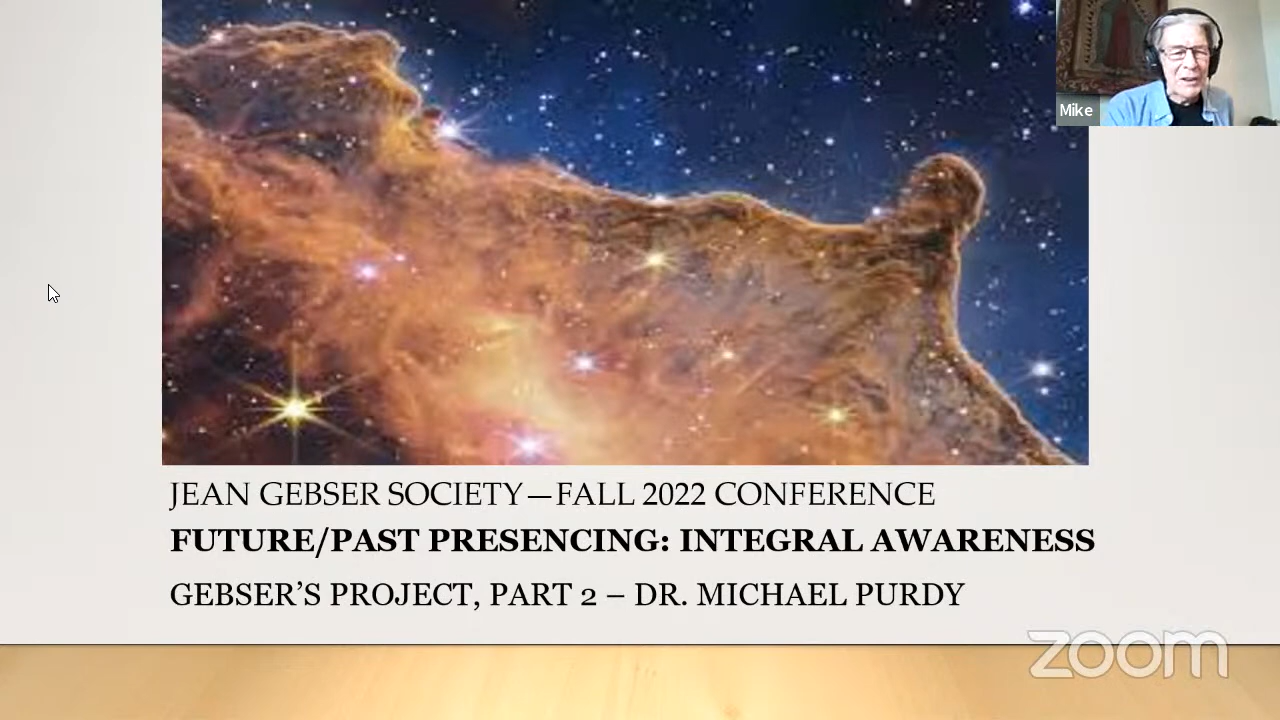 Mike
JEAN GEBSER SOCIETY—FALL 2022 CONFERENCE
FUTURE/PAST PRESENCING: INTEGRAL AWARENESS
GEBSER’S PROJECT, PART 2 – DR. MICHAEL PURDY
zoom